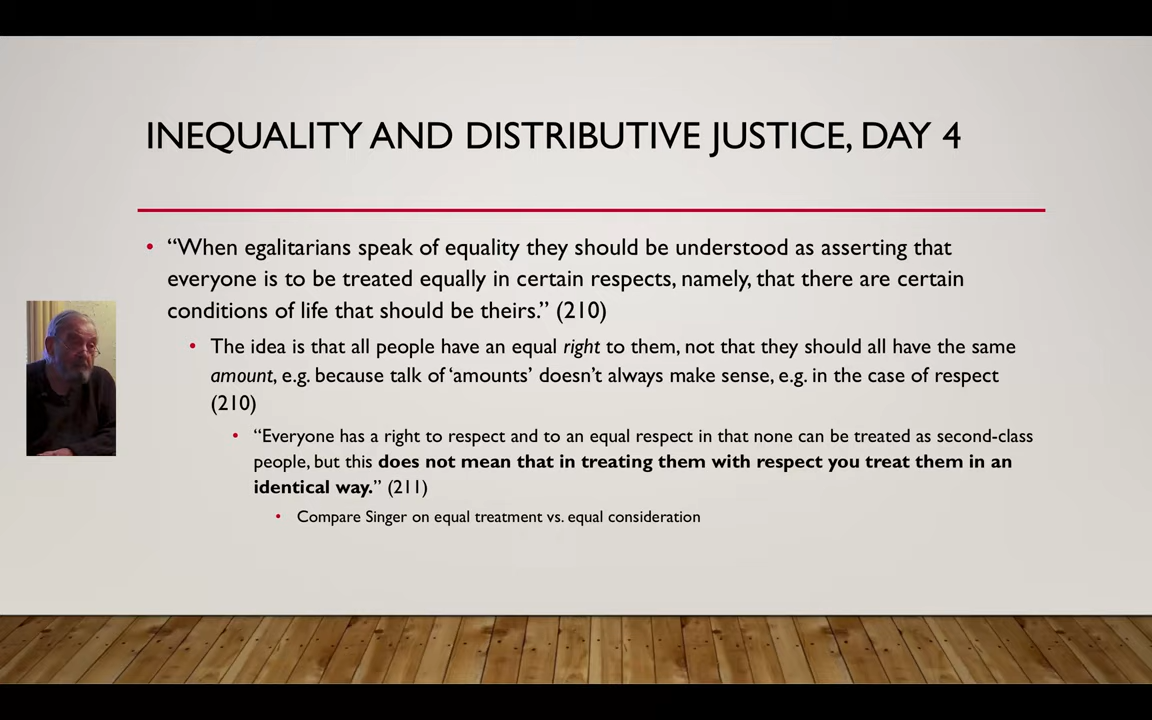 INEQUALITY AND DISTRIBUTIVE JUSTICE, DAY 4
• “When egalitarians speak of equality they should be understood as asserting that
everyone is to be treated equally in certain respects, namely, that there are certain
conditions of life that should be theirs.” (210)
• The idea is that all people have an equal right to them, not that they should all have the same
amount, e.g. because talk of ‘amounts’ doesn’t always make sense, e.g. in the case of respect
(210)
• “Everyone has a right to respect and to an equal respect in that none can be treated as second-class
people, but this does not mean that in treating them with respect you treat them in an
identical way.” (211)
• Compare Singer on equal treatment vs. equal consideration